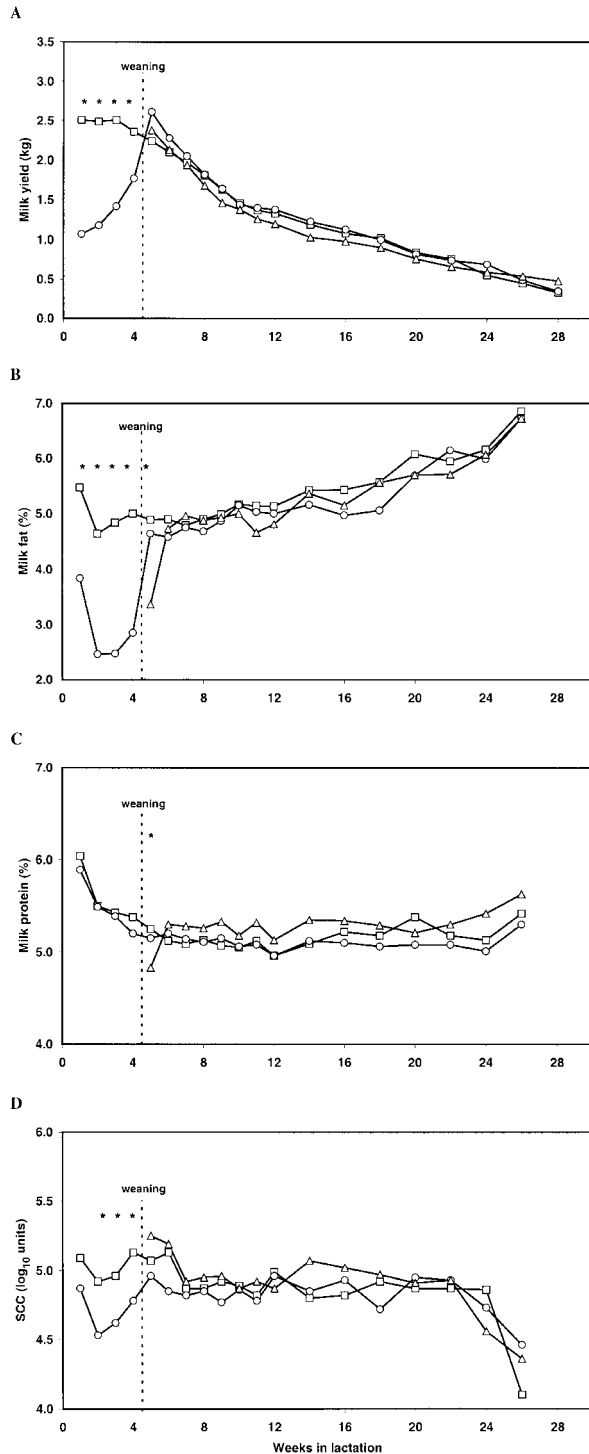 A
3.5
weaning
3.0
* * * *
2.5
2.0
1.5
1.0
0.5
0.0
Milk yield (kg)
0 4 8 12 16 20 24 28
B
7.0
weaning
6.0
* * * * *
5.0
4.0
3.0
2.0
Milk fat (%)
0 4 8 12 16 20 24 28
C
7.0
weaning
*
6.0
5.0
4.0
Milk protein (%)
0 4 8 12 16 20 24 28
D
6.0
weaning
5.5
* * *
5.0
4.5
4.0
SCC (log10 units)
0 4 8 12 16 20 24 28
Weeks in lactation